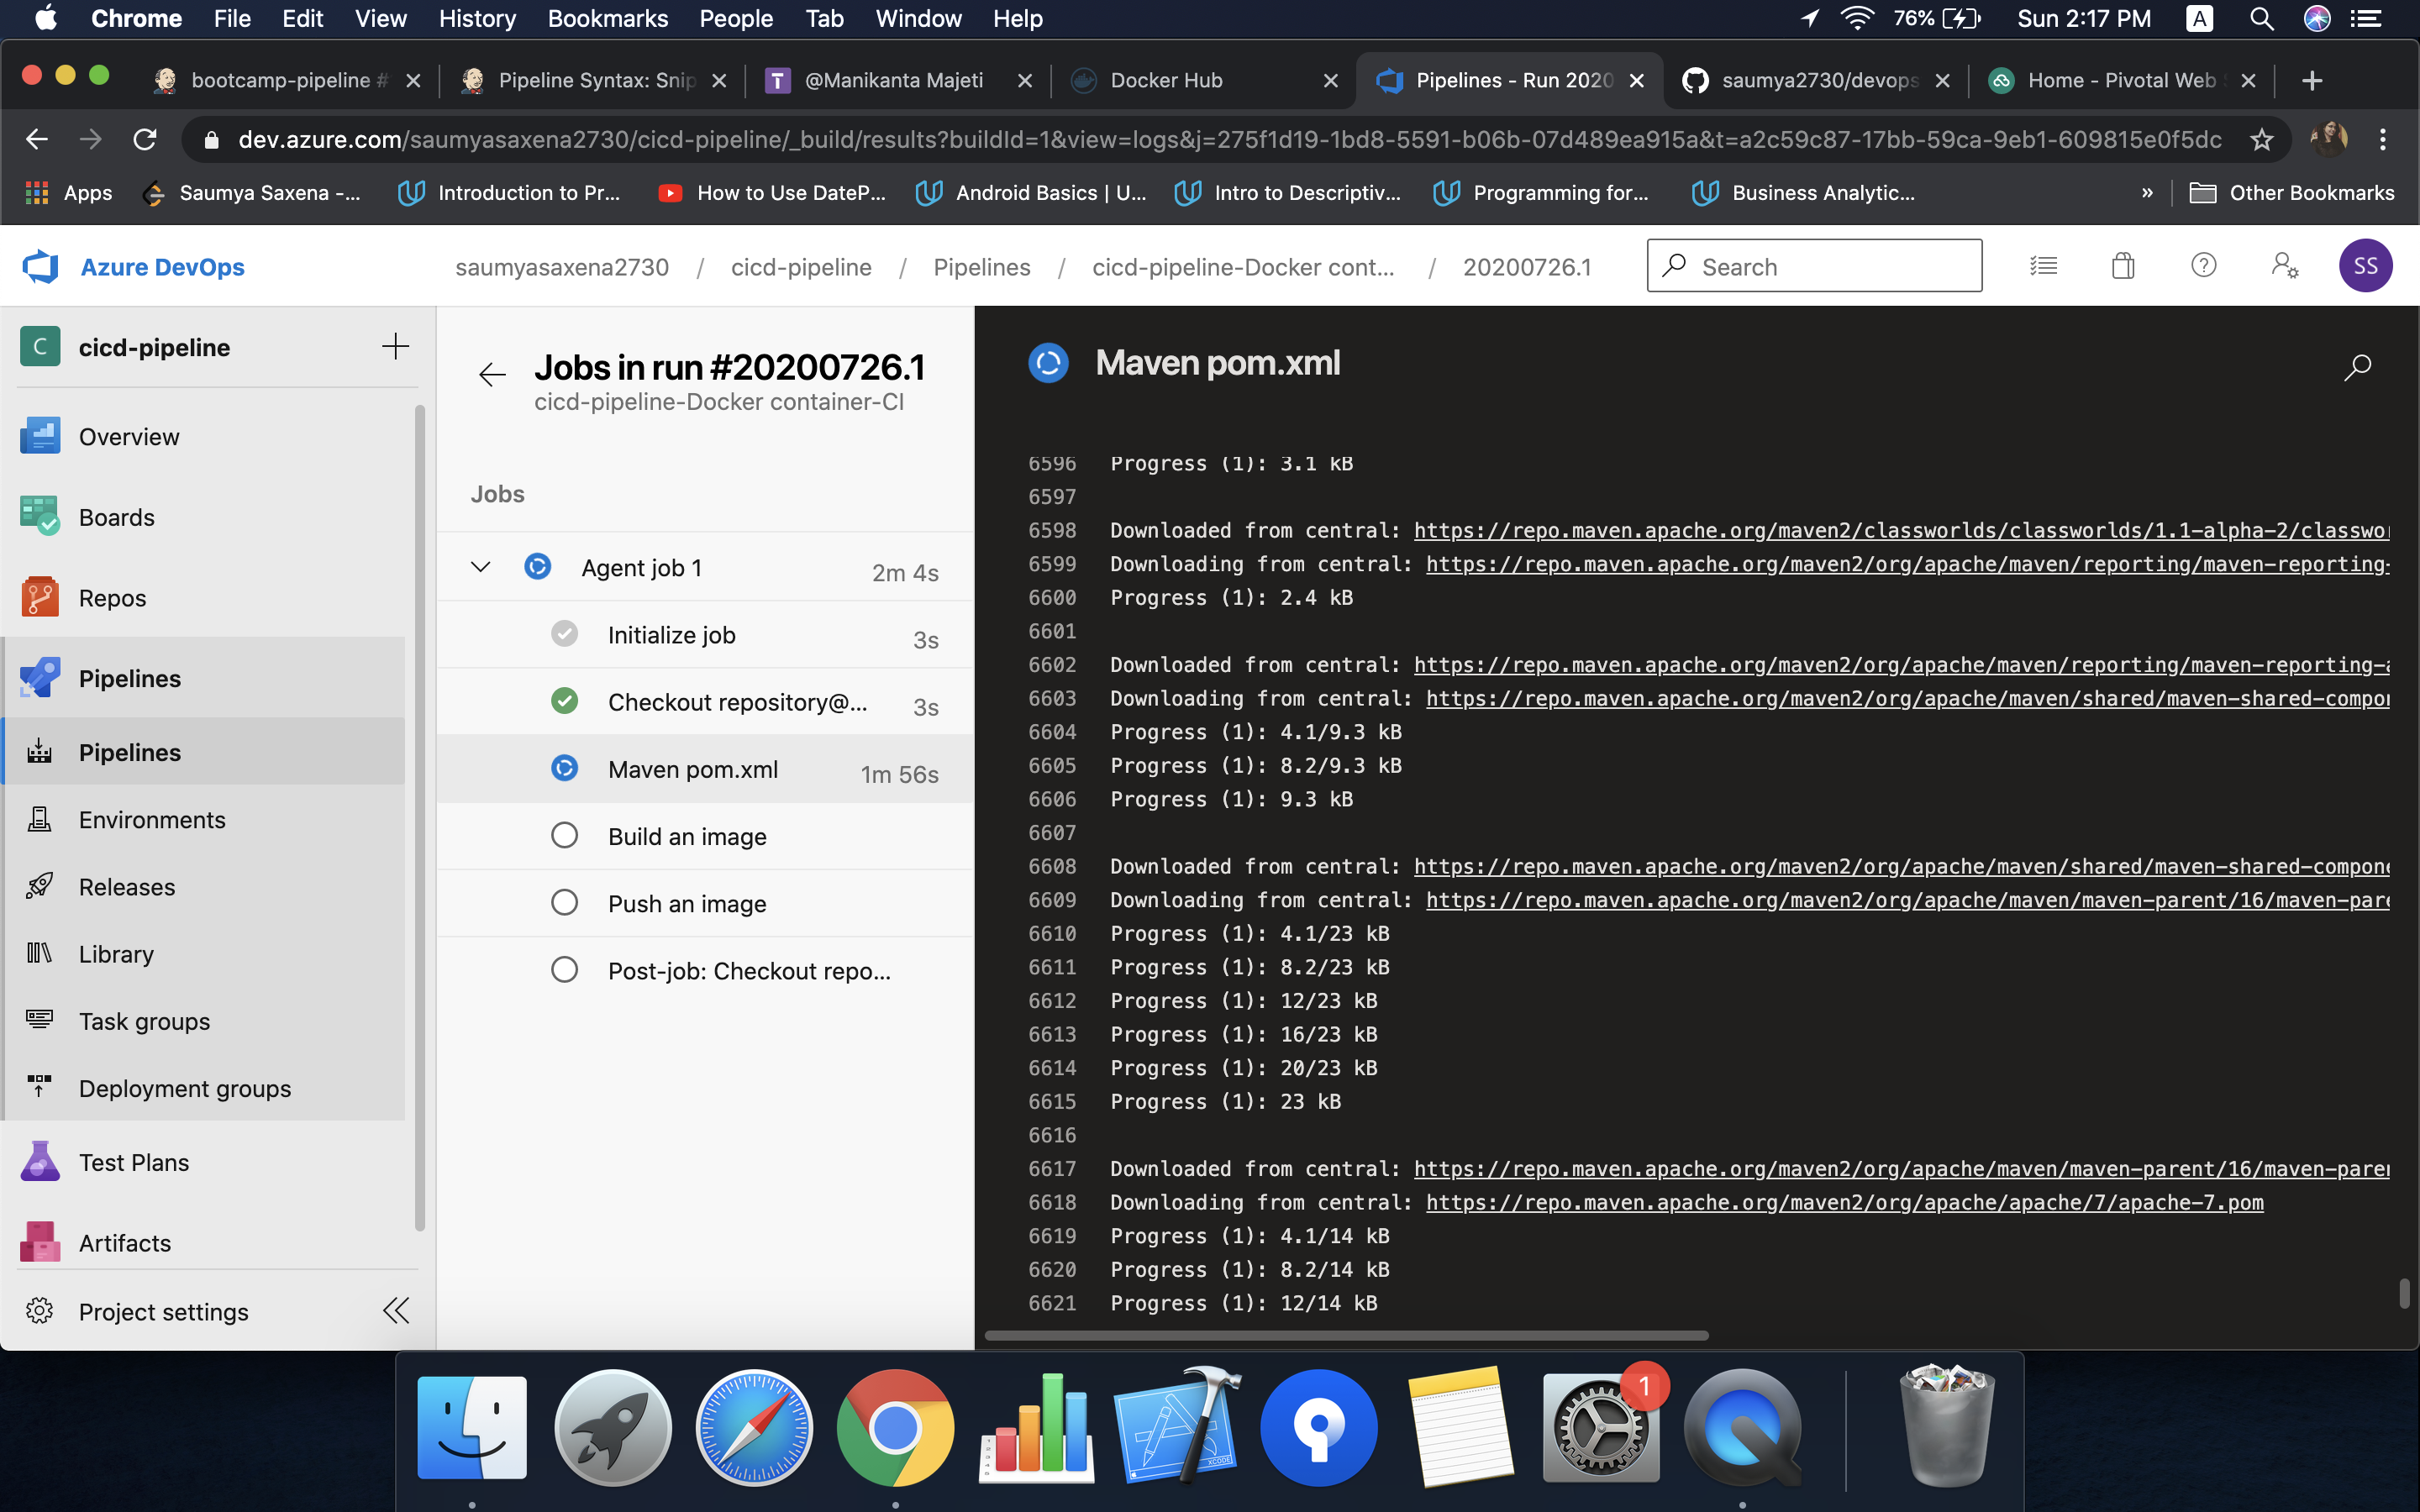 Chrome File Edit View History Bookmarks People Tab Window Help 76% Sun 2:17 PM A
bootcamp-pipeline # Pipeline Syntax: Snip T @Manikanta Majeti Docker Hub Pipelines - Run 2020 saumya2730/devops Home - Pivotal Web
dev.azure.com/saumyasaxena2730/cicd-pipeline/_build/results?buildId=1&view=logs&j=275f1d19-1bd8-5591-b06b-07d489ea915a&t=a2c59c87-17bb-59ca-9eb1-609815e0f5dc
Apps Saumya Saxena -... Introduction to Pr... How to Use DateP... Android Basics | U... Intro to Descriptiv... Programming for... Business Analytic... » Other Bookmarks
Azure DevOps saumyasaxena2730 / cicd-pipeline / Pipelines / cicd-pipeline-Docker cont... / 20200726.1 Search SS
C cicd-pipeline
Overview
Boards
Repos
Pipelines
Pipelines
Environments
Releases
Library
Task groups
Deployment groups
Test Plans
Artifacts
Project settings
Jobs in run #20200726.1
cicd-pipeline-Docker container-CI
Jobs
Agent job 1 2m 4s
Initialize job 3s
Checkout repository@... 3s
Maven pom.xml 1m 56s
Build an image
Push an image
Post-job: Checkout repo...
Maven pom.xml
6596 Progress (1): 3.1 kB
6597
6598 Downloaded from central: https://repo.maven.apache.org/maven2/classworlds/classworlds/1.1-alpha-2/classwor
6599 Downloading from central: https://repo.maven.apache.org/maven2/org/apache/maven/reporting/maven-reporting-
6600 Progress (1): 2.4 kB
6601
6602 Downloaded from central: https://repo.maven.apache.org/maven2/org/apache/maven/reporting/maven-reporting-a
6603 Downloading from central: https://repo.maven.apache.org/maven2/org/apache/maven/shared/maven-shared-compon
6604 Progress (1): 4.1/9.3 kB
6605 Progress (1): 8.2/9.3 kB
6606 Progress (1): 9.3 kB
6607
6608 Downloaded from central: https://repo.maven.apache.org/maven2/org/apache/maven/shared/maven-shared-compone
6609 Downloading from central: https://repo.maven.apache.org/maven2/org/apache/maven/maven-parent/16/maven-pare
6610 Progress (1): 4.1/23 kB
6611 Progress (1): 8.2/23 kB
6612 Progress (1): 12/23 kB
6613 Progress (1): 16/23 kB
6614 Progress (1): 20/23 kB
6615 Progress (1): 23 kB
6616
6617 Downloaded from central: https://repo.maven.apache.org/maven2/org/apache/maven/maven-parent/16/maven-paren
6618 Downloading from central: https://repo.maven.apache.org/maven2/org/apache/apache/7/apache-7.pom
6619 Progress (1): 4.1/14 kB
6620 Progress (1): 8.2/14 kB
6621 Progress (1): 12/14 kB
XCODE
1